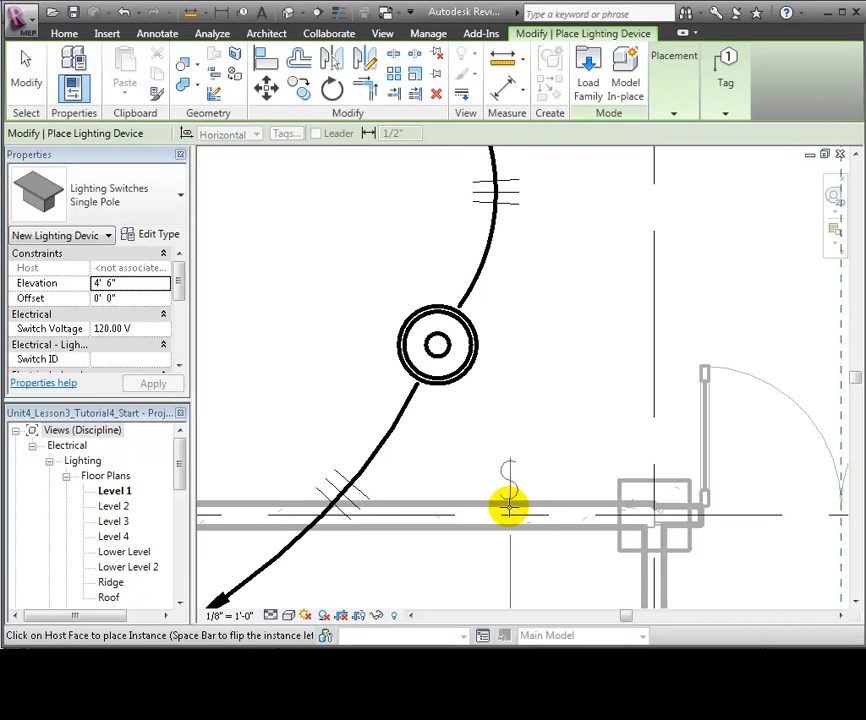 Autodesk Revi...
Type a keyword or phrase
MEP
Home Insert Annotate Analyze Architect Collaborate View Manage Add-Ins Modify | Place Lighting Device
Modify
Paste
Load Family
Model In-place
Placement
Tag
Select Properties Clipboard Geometry Modify View Measure Create Mode
Modify | Place Lighting Device
Horizontal
Tags...
Leader
1/2"
Properties
Lighting Switches
Single Pole
New Lighting Devic
Edit Type
Constraints
Host <not associate...
Elevation 4' 6"
Offset 0' 0"
Electrical
Switch Voltage 120.00 V
Electrical - Ligh...
Switch ID
Properties help
Apply
Unit4_Lesson3_Tutorial4_Start - Proj...
Views (Discipline)
Electrical
Lighting
Floor Plans
Level 1
Level 2
Level 3
Level 4
Lower Level
Lower Level 2
Ridge
Roof
$
2D
1/8" = 1'-0"
Click on Host Face to place Instance (Space Bar to flip the instance lef
Main Model